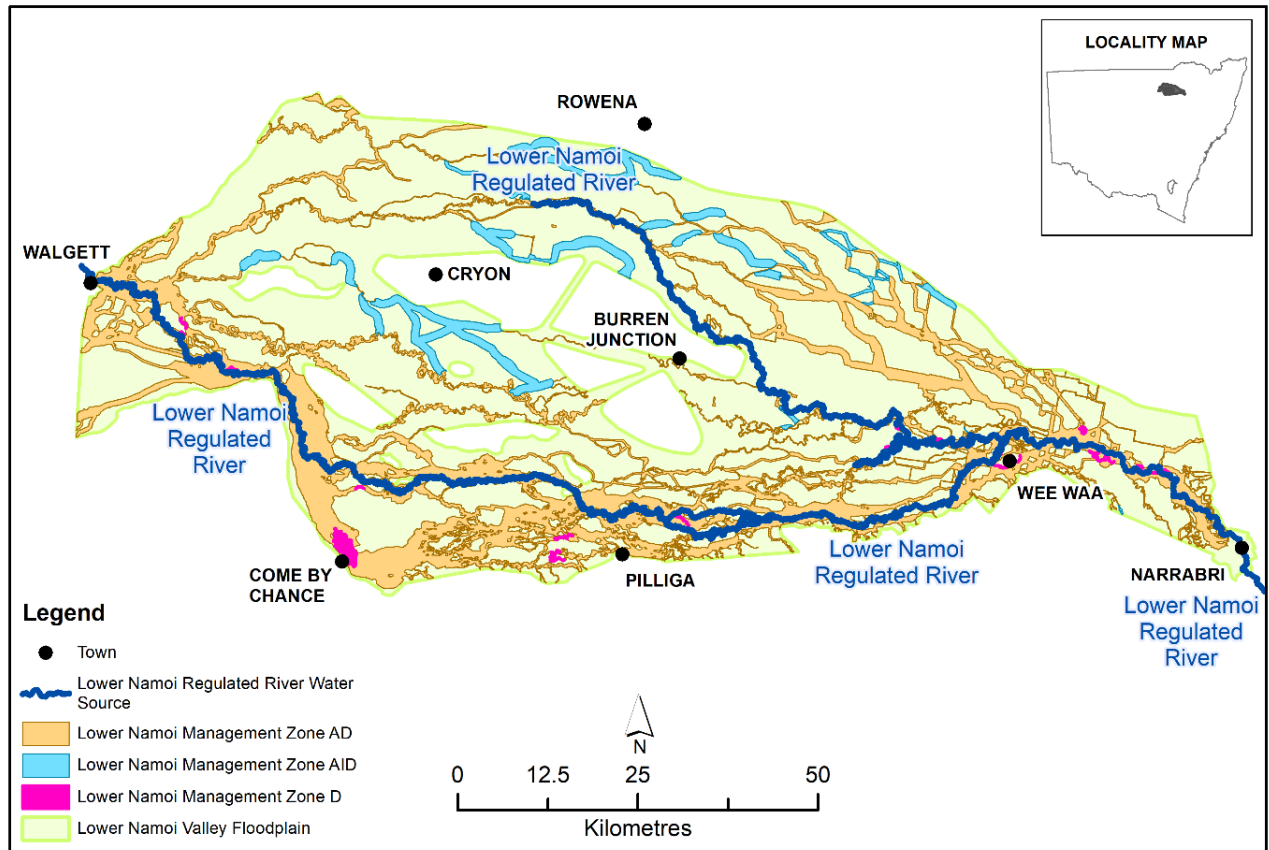 LOCALITY MAP
ROWENA
Lower Namoi
Regulated River
WALGETT
CRYON
BURREN
JUNCTION
Lower Namoi
Regulated
River
WEE WAA
COME BY
CHANCE
PILLIGA
Lower Namoi
Regulated River
NARRABRI
Lower Namoi
Regulated
River
Legend
Town
Lower Namoi Regulated River Water
Source
Lower Namoi Management Zone AD
Lower Namoi Management Zone AID
Lower Namoi Management Zone D
Lower Namoi Valley Floodplain
N
0 12.5 25 50
Kilometres